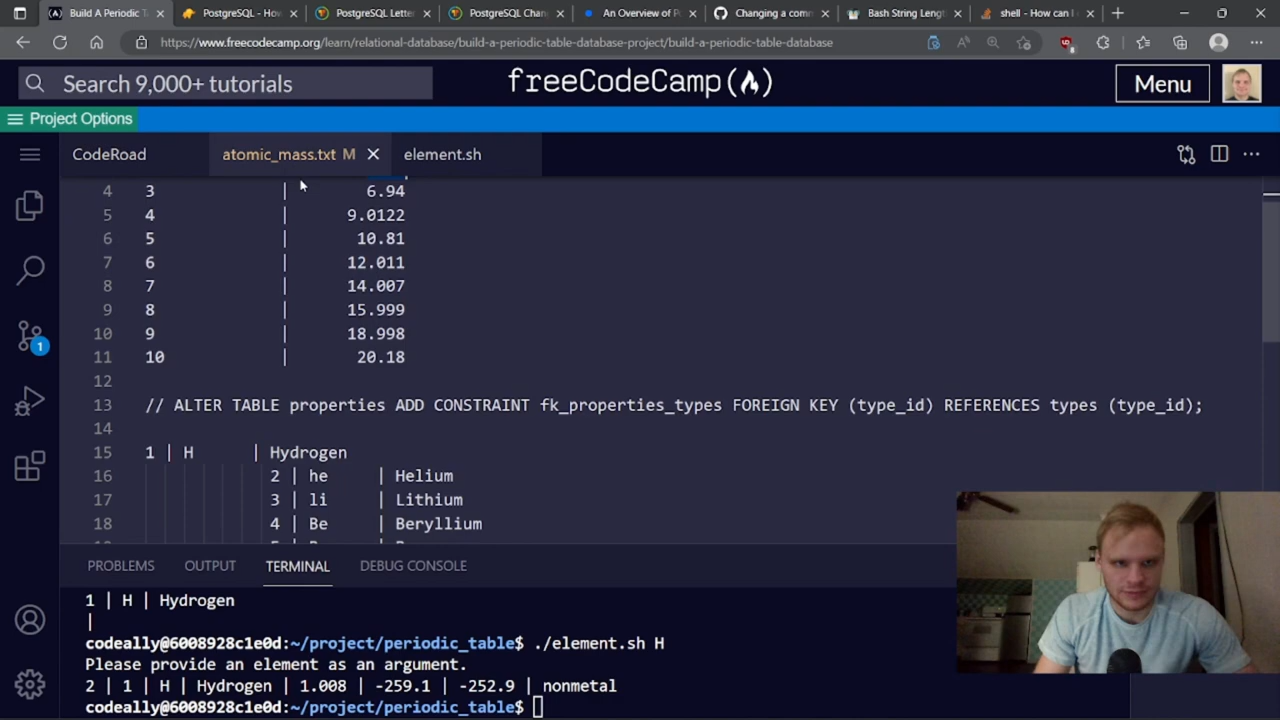 Build A Periodic T
PostgreSQL - How
PostgreSQL Lette
PostgreSQL Chan
An Overview of P
Changing a comm
Bash String Leng
shell - How can I
https://www.freecodecamp.org/learn/relational-database/build-a-periodic-table-database-project/build-a-periodic-table-database
Search 9,000+ tutorials
freeCodeCamp
Menu
Project Options
CodeRoad
atomic_mass.txt M
element.sh
4 3 | 6.94
5 4 | 9.0122
6 5 | 10.81
7 6 | 12.011
8 7 | 14.007
9 8 | 15.999
10 9 | 18.998
11 10 | 20.18
12
13 // ALTER TABLE properties ADD CONSTRAINT fk_properties_types FOREIGN KEY (type_id) REFERENCES types (type_id);
14
15 1 | H | Hydrogen
16 2 | he | Helium
17 3 | li | Lithium
18 4 | Be | Beryllium
1
PROBLEMS
OUTPUT
TERMINAL
DEBUG CONSOLE
1 | H | Hydrogen
|
codeally@6008928c1e0d:~/project/periodic_table$ ./element.sh H
Please provide an element as an argument.
2 | 1 | H | Hydrogen | 1.008 | -259.1 | -252.9 | nonmetal
codeally@6008928c1e0d:~/project/periodic_table$